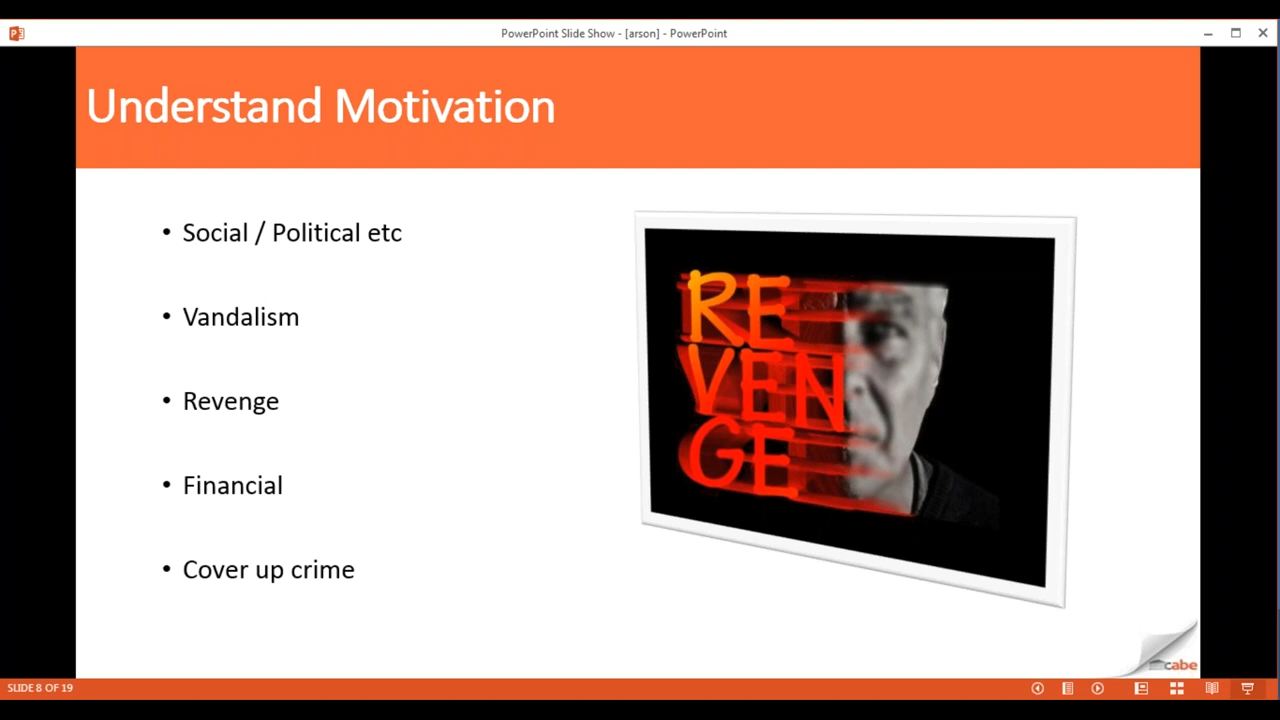 PowerPoint Slide Show - [arson] - PowerPoint
Understand Motivation
• Social / Political etc
• Vandalism
• Revenge
• Financial
• Cover up crime
RE
VEN
GE
cabe
SLIDE 8 OF 19